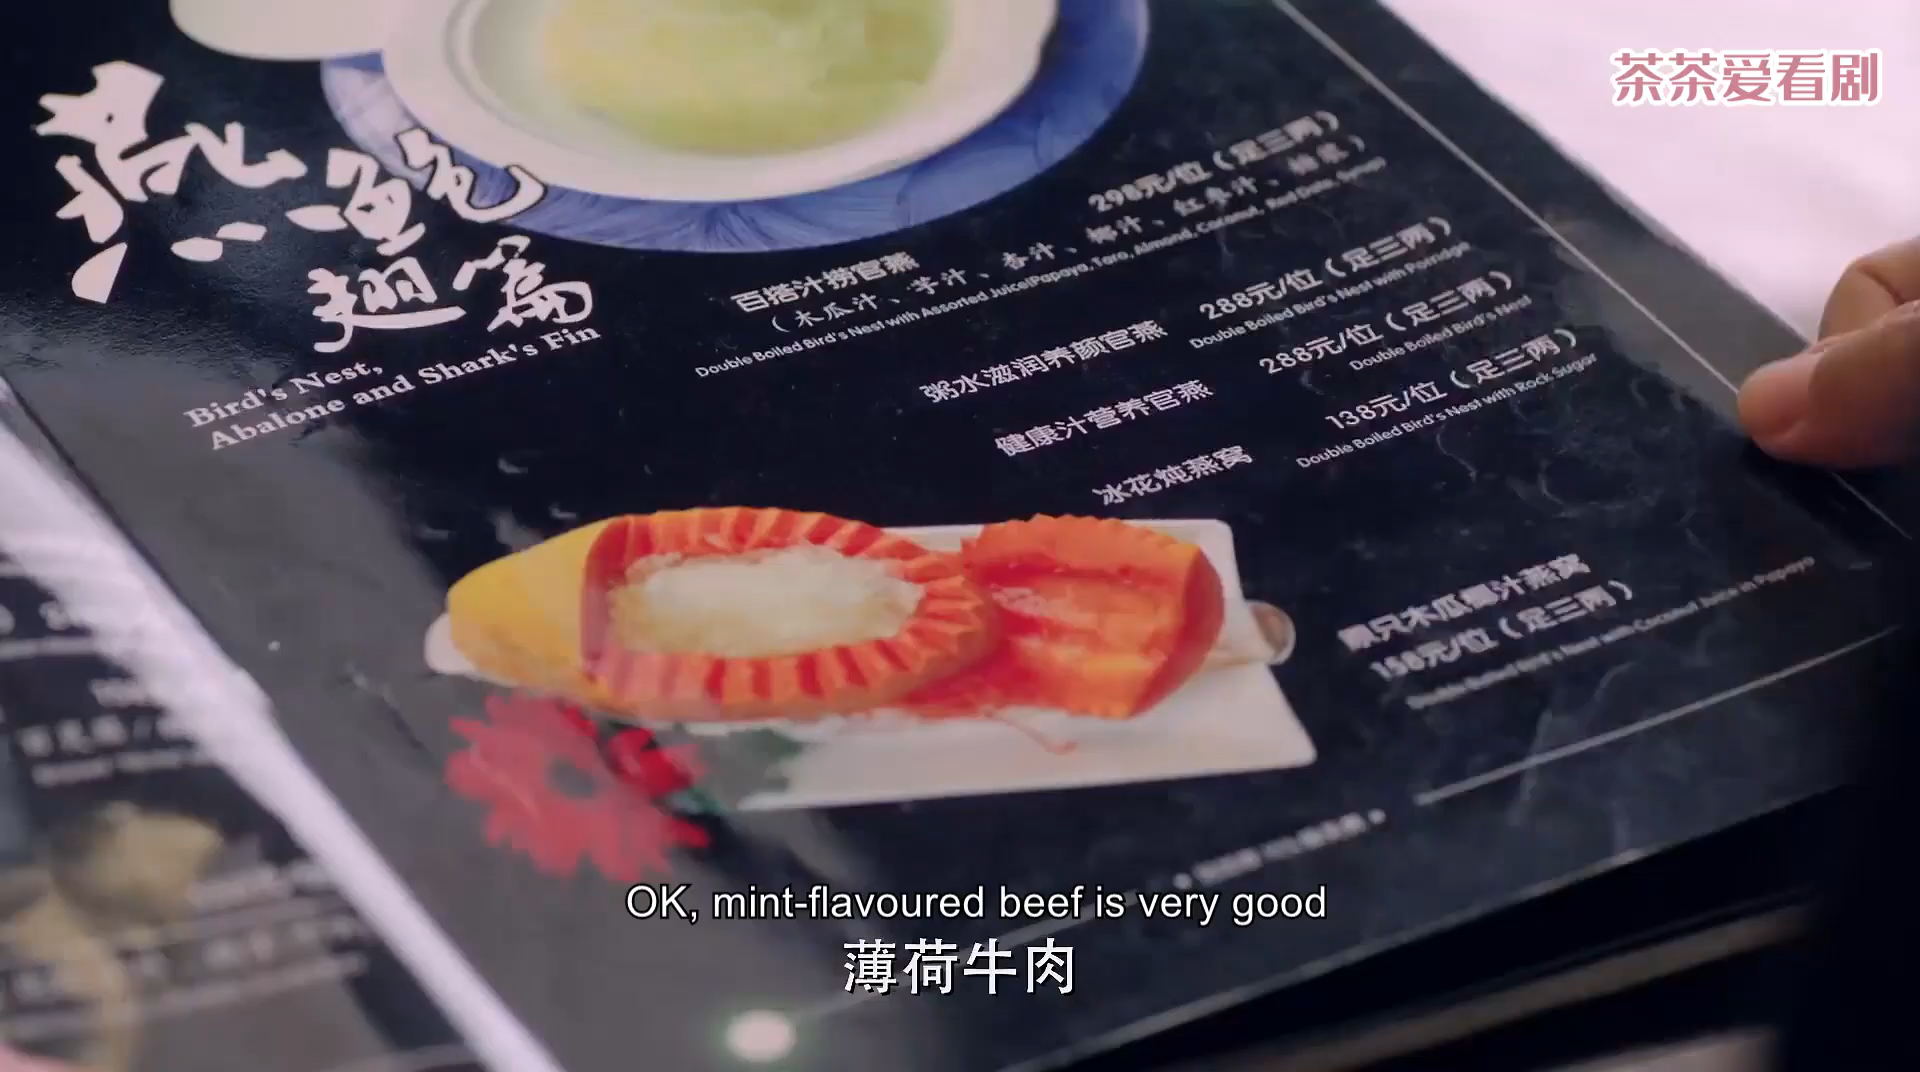 茶茶爱看剧
燕鲍翅篇
Bird's Nest,
Abalone and Shark's Fin
298元/位（足三两）
百搭汁捞官燕
（木瓜汁、芋汁、杏汁、椰汁、红枣汁、
Double Boiled Bird's Nest with Assorted Juice(Papaya, Taro, Almond, Coconut, Red Date, Syrup)
288元/位（足三两）
粥水滋润养颜官燕
Double Boiled Bird's Nest with Porridge
288元/位（足三两）
健康汁营养官燕
Double Boiled Bird's Nest
138元/位（足三两）
冰花炖燕窝
Double Boiled Bird's Nest with Rock Sugar
原只木瓜椰汁燕窝
158元/位（足三两）
Double Boiled Bird's Nest with Coconut Juice in Papaya
OK, mint-flavoured beef is very good
薄荷牛肉